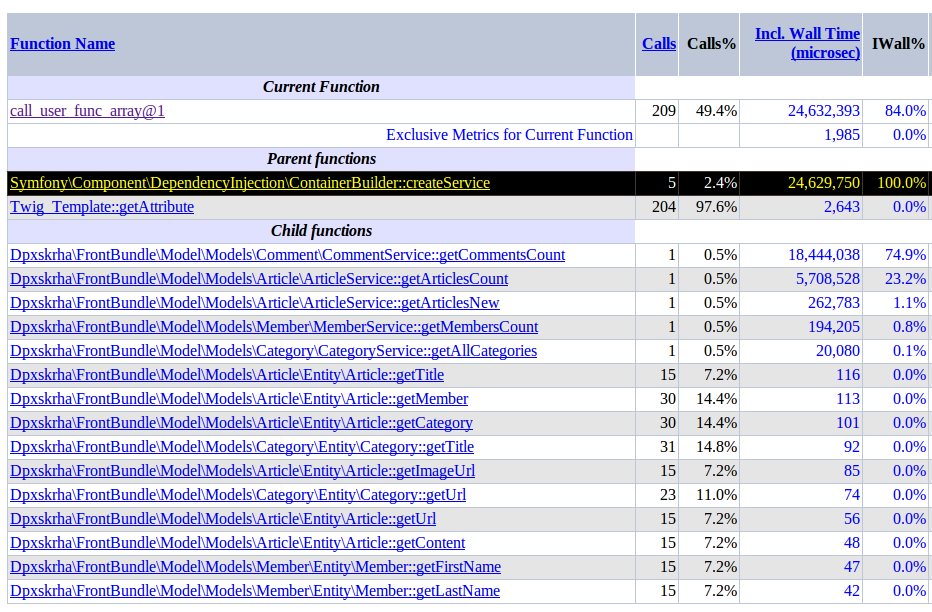 Function Name Calls Calls% Incl. Wall Time (microsec) IWall%
Current Function
call_user_func_array@1 209 49.4% 24,632,393 84.0%
Exclusive Metrics for Current Function 1,985 0.0%
Parent functions
Symfony\Component\DependencyInjection\ContainerBuilder::createService 5 2.4% 24,629,750 100.0%
Twig_Template::getAttribute 204 97.6% 2,643 0.0%
Child functions
Dpxskrha\FrontBundle\Model\Models\Comment\CommentService::getCommentsCount 1 0.5% 18,444,038 74.9%
Dpxskrha\FrontBundle\Model\Models\Article\ArticleService::getArticlesCount 1 0.5% 5,708,528 23.2%
Dpxskrha\FrontBundle\Model\Models\Article\ArticleService::getArticlesNew 1 0.5% 262,783 1.1%
Dpxskrha\FrontBundle\Model\Models\Member\MemberService::getMembersCount 1 0.5% 194,205 0.8%
Dpxskrha\FrontBundle\Model\Models\Category\CategoryService::getAllCategories 1 0.5% 20,080 0.1%
Dpxskrha\FrontBundle\Model\Models\Article\Entity\Article::getTitle 15 7.2% 116 0.0%
Dpxskrha\FrontBundle\Model\Models\Article\Entity\Article::getMember 30 14.4% 113 0.0%
Dpxskrha\FrontBundle\Model\Models\Article\Entity\Article::getCategory 30 14.4% 101 0.0%
Dpxskrha\FrontBundle\Model\Models\Category\Entity\Category::getTitle 31 14.8% 92 0.0%
Dpxskrha\FrontBundle\Model\Models\Article\Entity\Article::getImageUrl 15 7.2% 85 0.0%
Dpxskrha\FrontBundle\Model\Models\Category\Entity\Category::getUrl 23 11.0% 74 0.0%
Dpxskrha\FrontBundle\Model\Models\Article\Entity\Article::getUrl 15 7.2% 56 0.0%
Dpxskrha\FrontBundle\Model\Models\Article\Entity\Article::getContent 15 7.2% 48 0.0%
Dpxskrha\FrontBundle\Model\Models\Member\Entity\Member::getFirstName 15 7.2% 47 0.0%
Dpxskrha\FrontBundle\Model\Models\Member\Entity\Member::getLastName 15 7.2% 42 0.0%